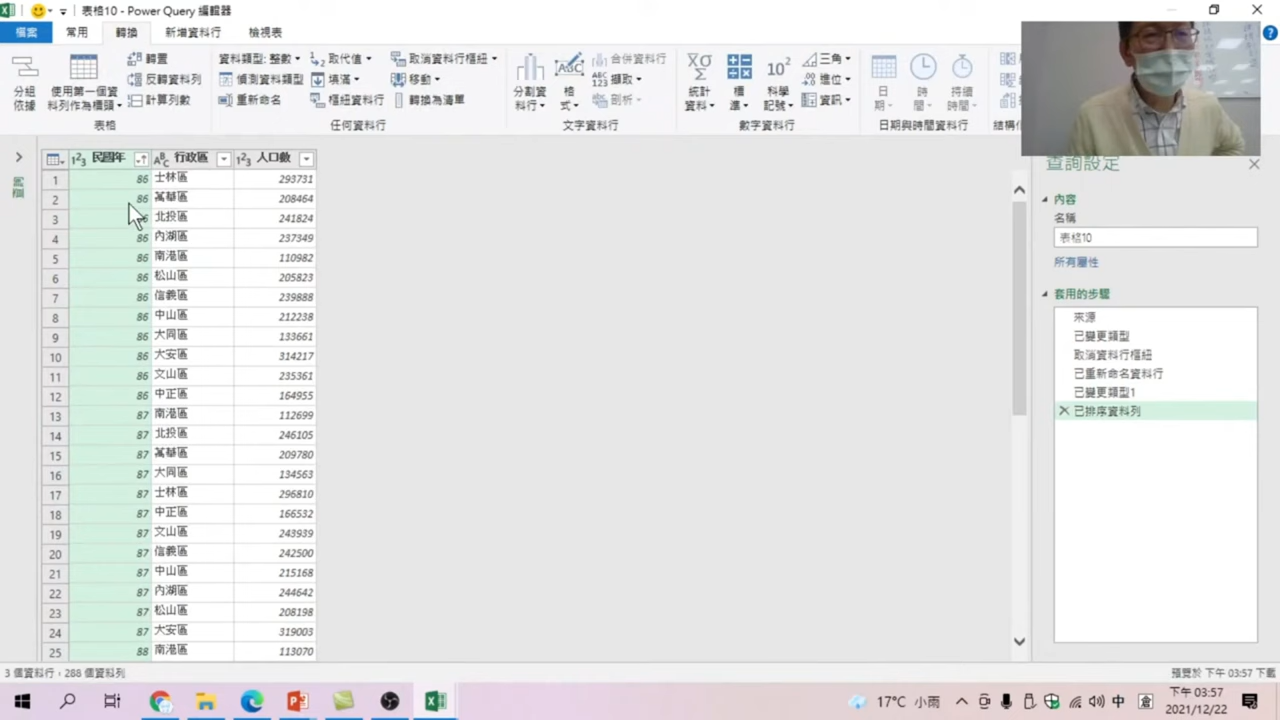 表格10 - Power Query 編輯器
檔案 常用 轉換 新增資料行 檢視表
分組依據
使用第一個資料列作為標頭
轉置
反轉資料列
計算列數
表格
資料類型: 整數
偵測資料類型
重新命名
取代值
填滿
樞紐資料行
取消資料行樞紐
移動
轉換為清單
任何資料行
分割資料行
格式
合併資料行
擷取
剖析
文字資料行
統計資料
標準
科學記號
三角
進位
資訊
數字資料行
日期
時間
持續時間
日期與時間資料行
民國年 行政區 人口數
1 86 士林區 293731
2 86 萬華區 208464
3 北投區 241824
4 86 內湖區 237349
5 86 南港區 110982
6 86 松山區 205823
7 86 信義區 239888
8 86 中山區 212238
9 86 大同區 133661
10 86 大安區 314217
11 86 文山區 235361
12 86 中正區 164955
13 87 南港區 112699
14 87 北投區 246105
15 87 萬華區 209780
16 87 大同區 134563
17 87 士林區 296810
18 87 中正區 166532
19 87 文山區 243939
20 87 信義區 242500
21 87 中山區 215168
22 87 內湖區 244642
23 87 松山區 208198
24 87 大安區 319003
25 88 南港區 113070
查詢設定
內容
名稱
表格10
所有屬性
套用的步驟
來源
已變更類型
取消資料行樞紐
已重新命名資料行
已變更類型1
已排序資料列
3 個資料行，288 個資料列
預覽於 下午 03:57 下載
17°C 小雨
中
下午 03:57
2021/12/22